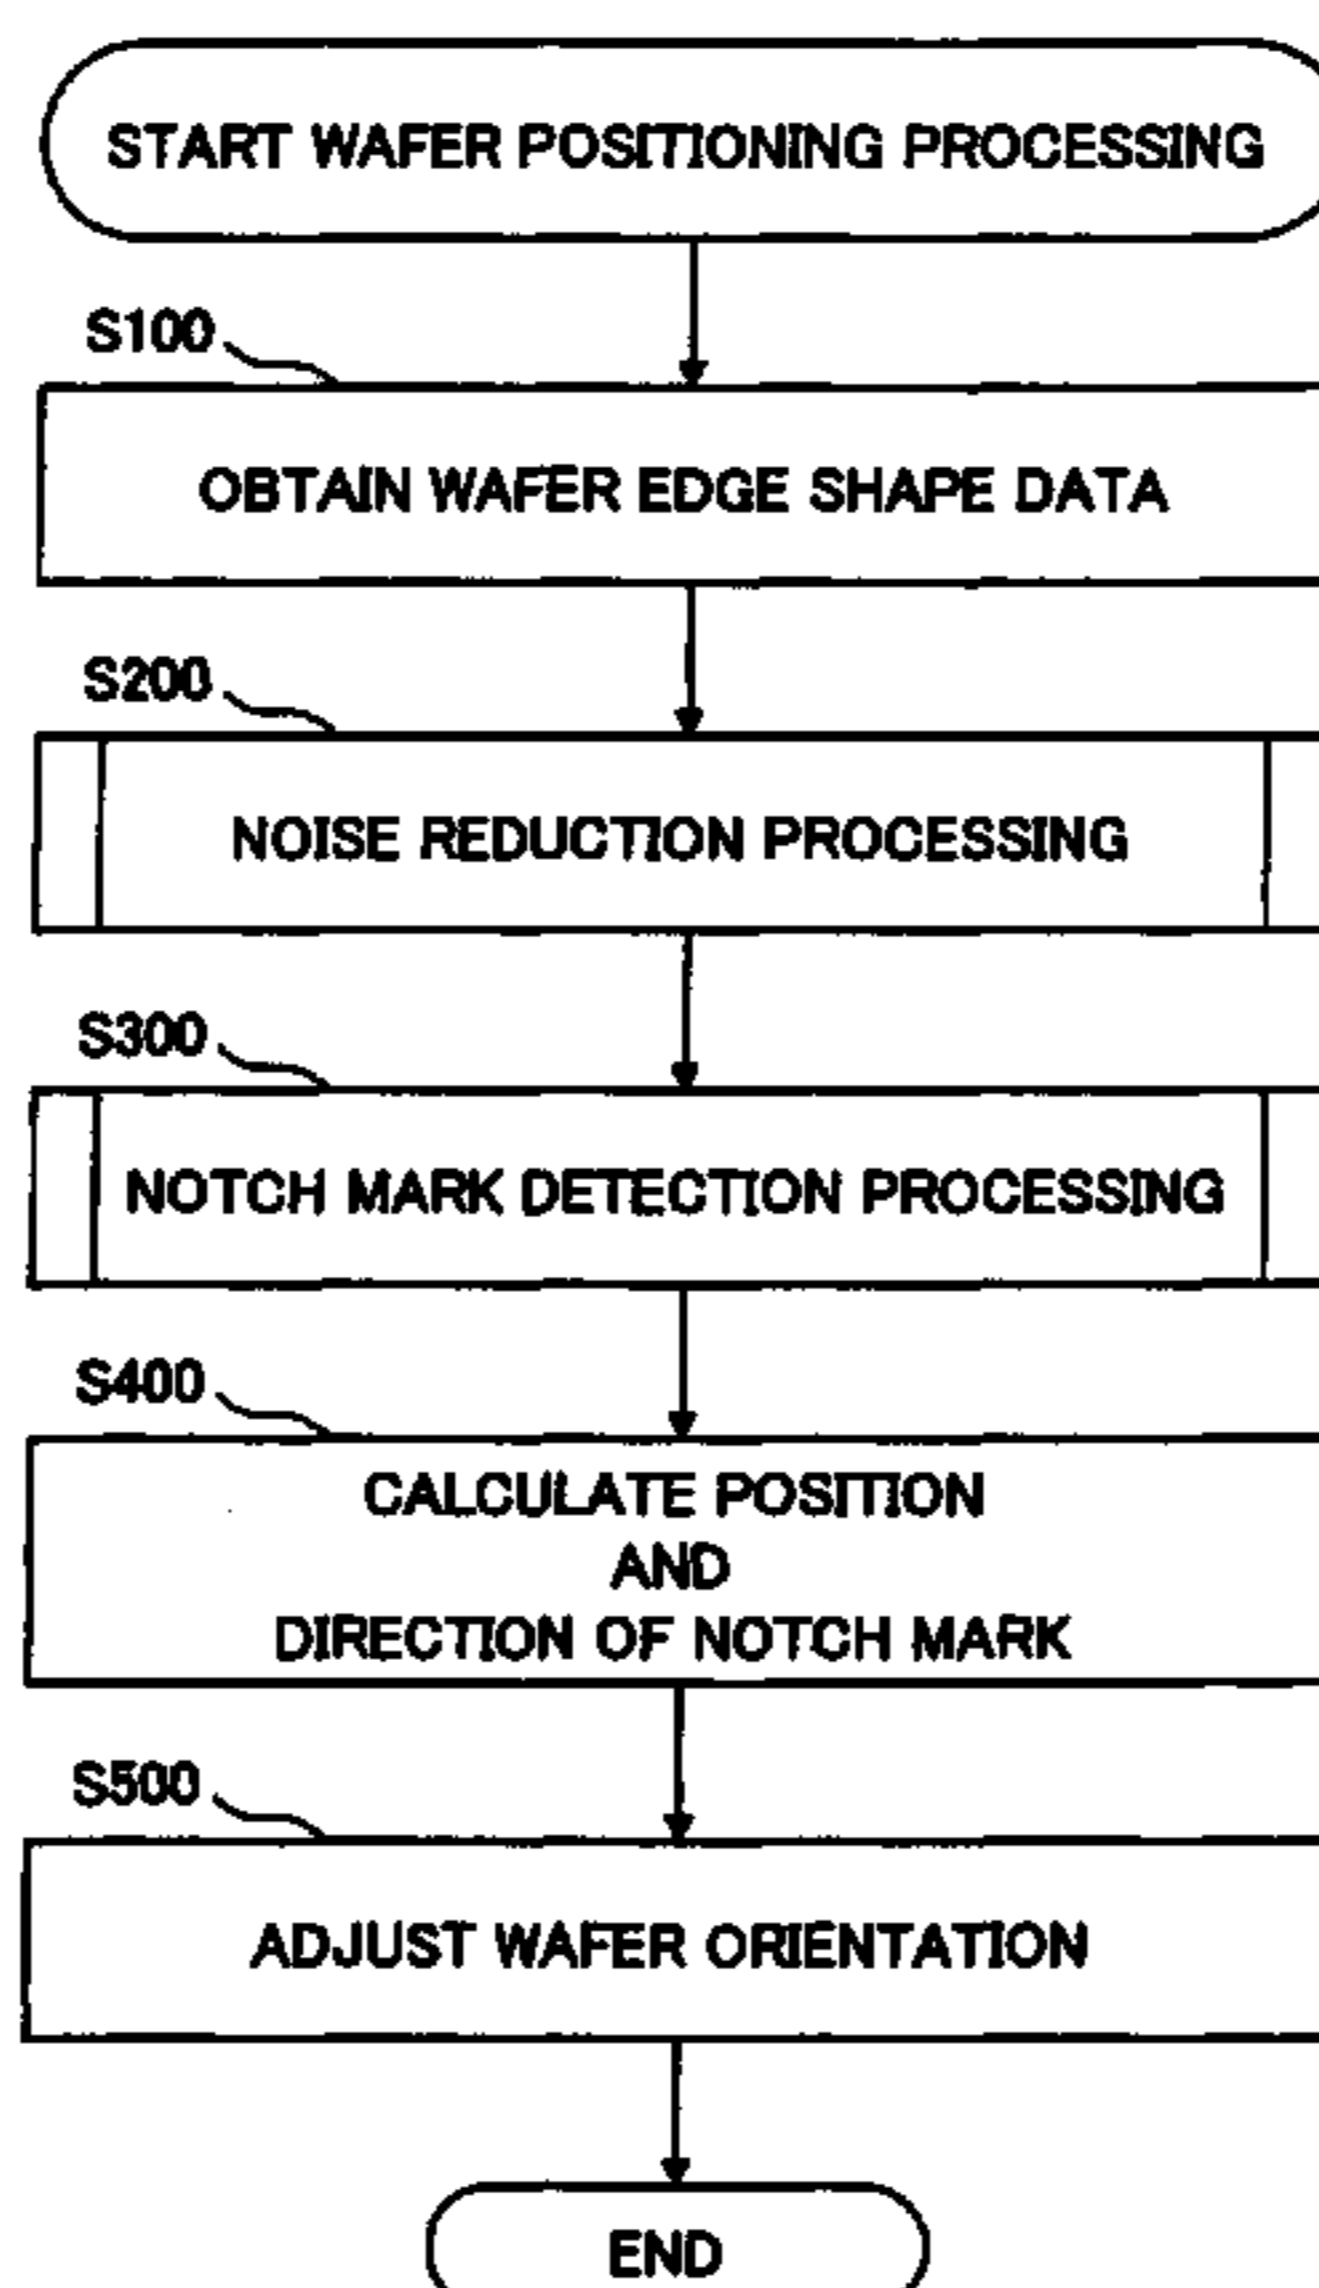 START WAFER POSITIONING PROCESSING
S100
OBTAIN WAFER EDGE SHAPE DATA
S200
NOISE REDUCTION PROCESSING
S300
NOTCH MARK DETECTION PROCESSING
S400
CALCULATE POSITION
AND
DIRECTION OF NOTCH MARK
S500
ADJUST WAFER ORIENTATION
END